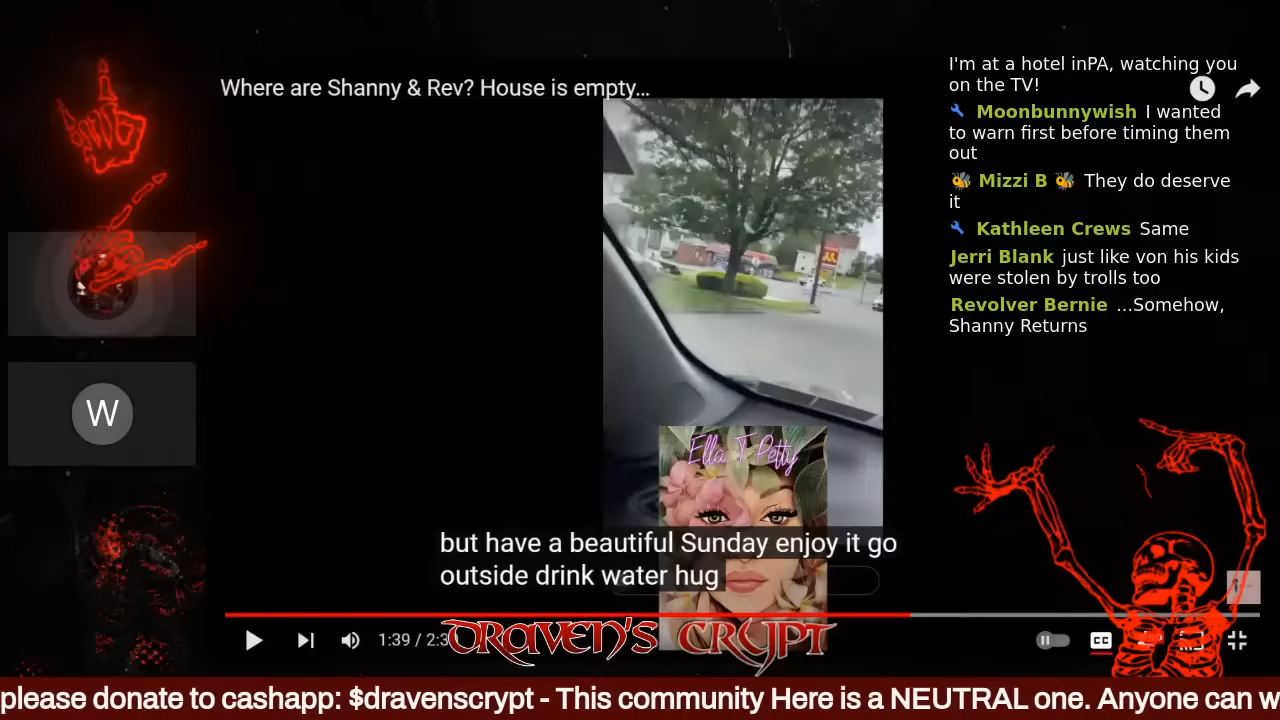 Where are Shanny & Rev? House is empty...
I'm at a hotel inPA, watching you
on the TV!
Moonbunnywish I wanted
to warn first before timing them
out
Mizzi B They do deserve
it
Kathleen Crews Same
Jerri Blank just like von his kids
were stolen by trolls too
Revolver Bernie ...Somehow,
Shanny Returns
W
Ella T Petty
but have a beautiful Sunday enjoy it go
outside drink water hug
1:39 / 2:3
CC
DRAVEN'S CRYPT
please donate to cashapp: $dravenscrypt - This community Here is a NEUTRAL one. Anyone can w